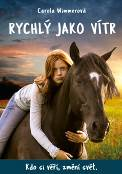 Carola Wimmerová
RYCHLÝ JAKO VÍTR
Kdo si věří, změní svět.